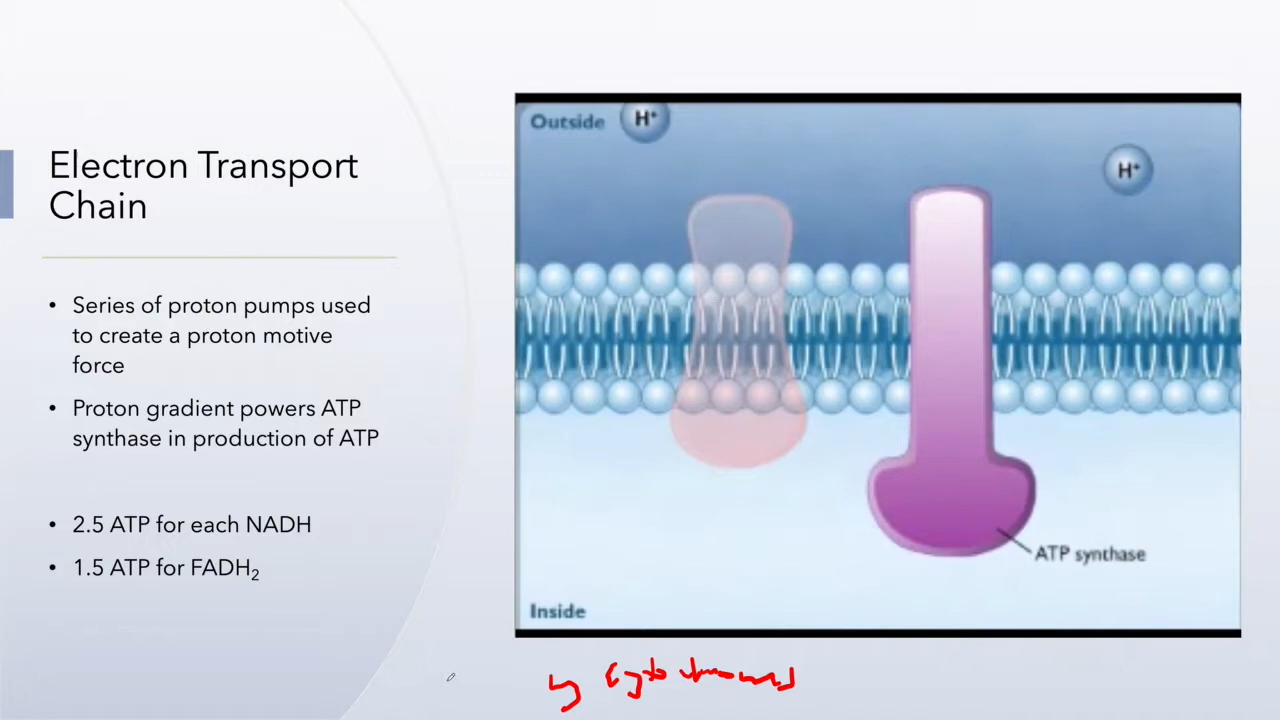 Electron Transport
Chain
• Series of proton pumps used
to create a proton motive
force
• Proton gradient powers ATP
synthase in production of ATP
• 2.5 ATP for each NADH
• 1.5 ATP for FADH₂
Outside
H⁺
H⁺
ATP synthase
Inside